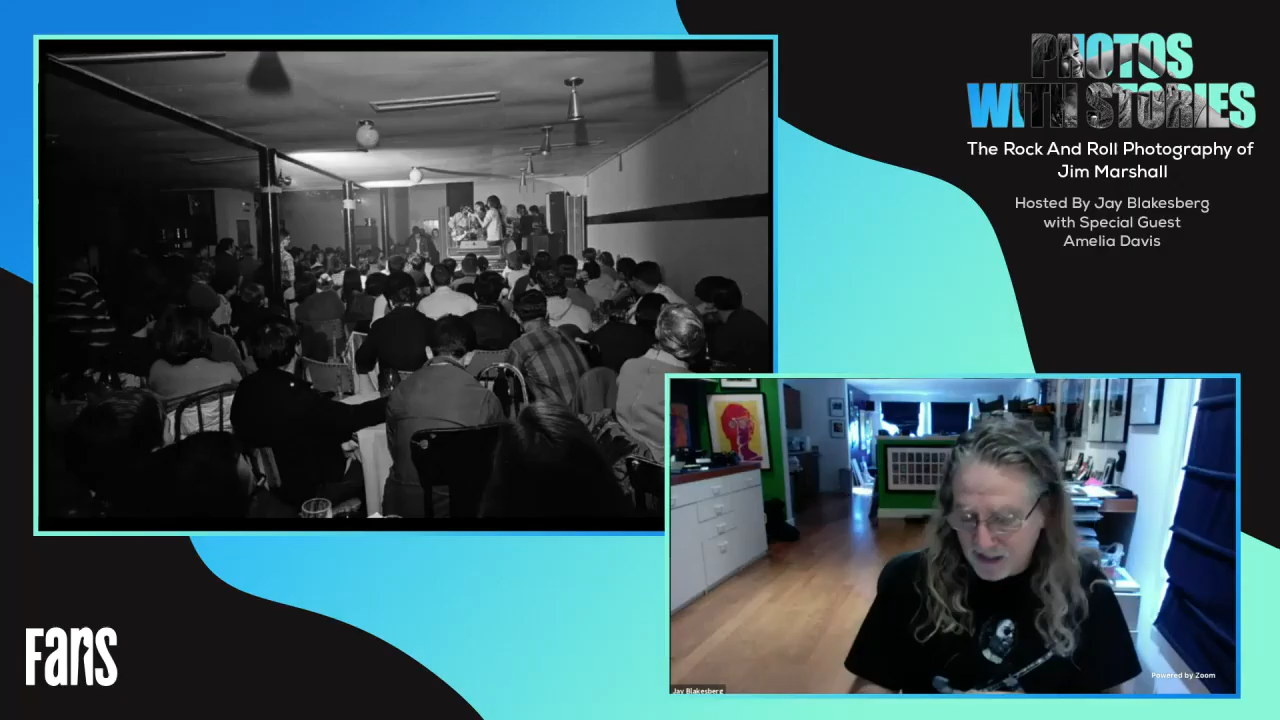 PHOTOS
WITH STORIES
The Rock And Roll Photography of
Jim Marshall
Hosted By Jay Blakesberg
with Special Guest
Amelia Davis
Powered by Zoom
Jay Blakesberg
Fans